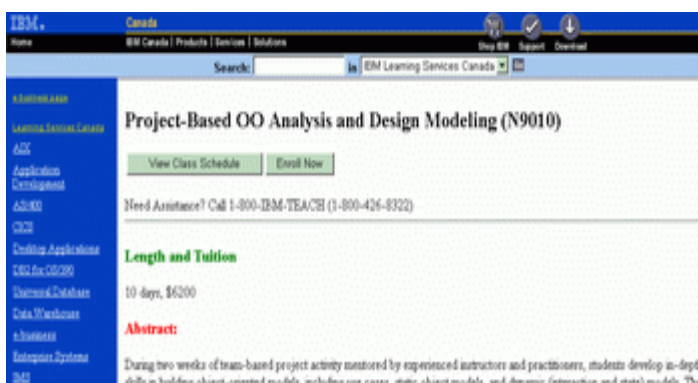 IBM.
Canada
Home
IBM Canada | Products | Services | Solutions
Shop IBM Support Download
Search: in IBM Learning Services Canada Go
e-business page
Learning Services Canada
AIX
Application
Development
AS/400
CICS
Desktop Applications
DB2 for OS/390
Universal Database
Data Warehouse
e-business
Enterprise Systems
IMS
Project-Based OO Analysis and Design Modeling (N9010)
View Class Schedule Enroll Now
Need Assistance? Call 1-800-IBM-TEACH (1-800-426-8322)
Length and Tuition
10 days, $6200
Abstract:
During two weeks of team-based project activity mentored by experienced instructors and practitioners, students develop in-dep
skills in building object-oriented models, including use cases, static object models, and dynamic (interaction and state) models. The